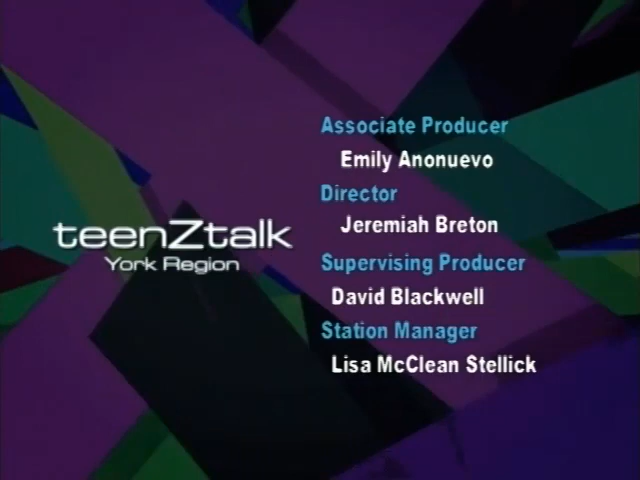 teenZtalk
York Region
Associate Producer
Emily Anonuevo
Director
Jeremiah Breton
Supervising Producer
David Blackwell
Station Manager
Lisa McClean Stellick